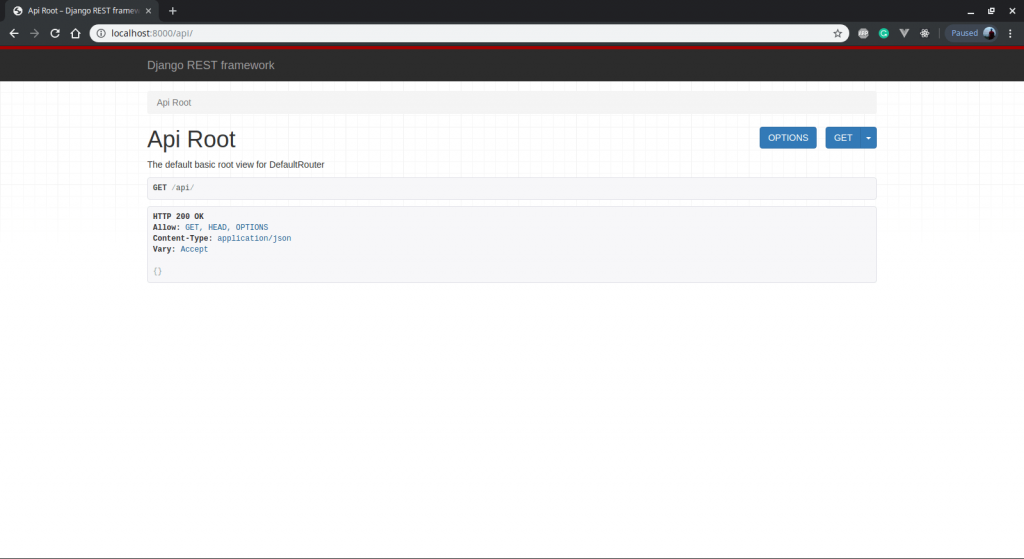 Api Root – Django REST framew
localhost:8000/api/
Paused
Django REST framework
Api Root
Api Root
OPTIONS
GET
The default basic root view for DefaultRouter
GET /api/
HTTP 200 OK
Allow: GET, HEAD, OPTIONS
Content-Type: application/json
Vary: Accept
{}